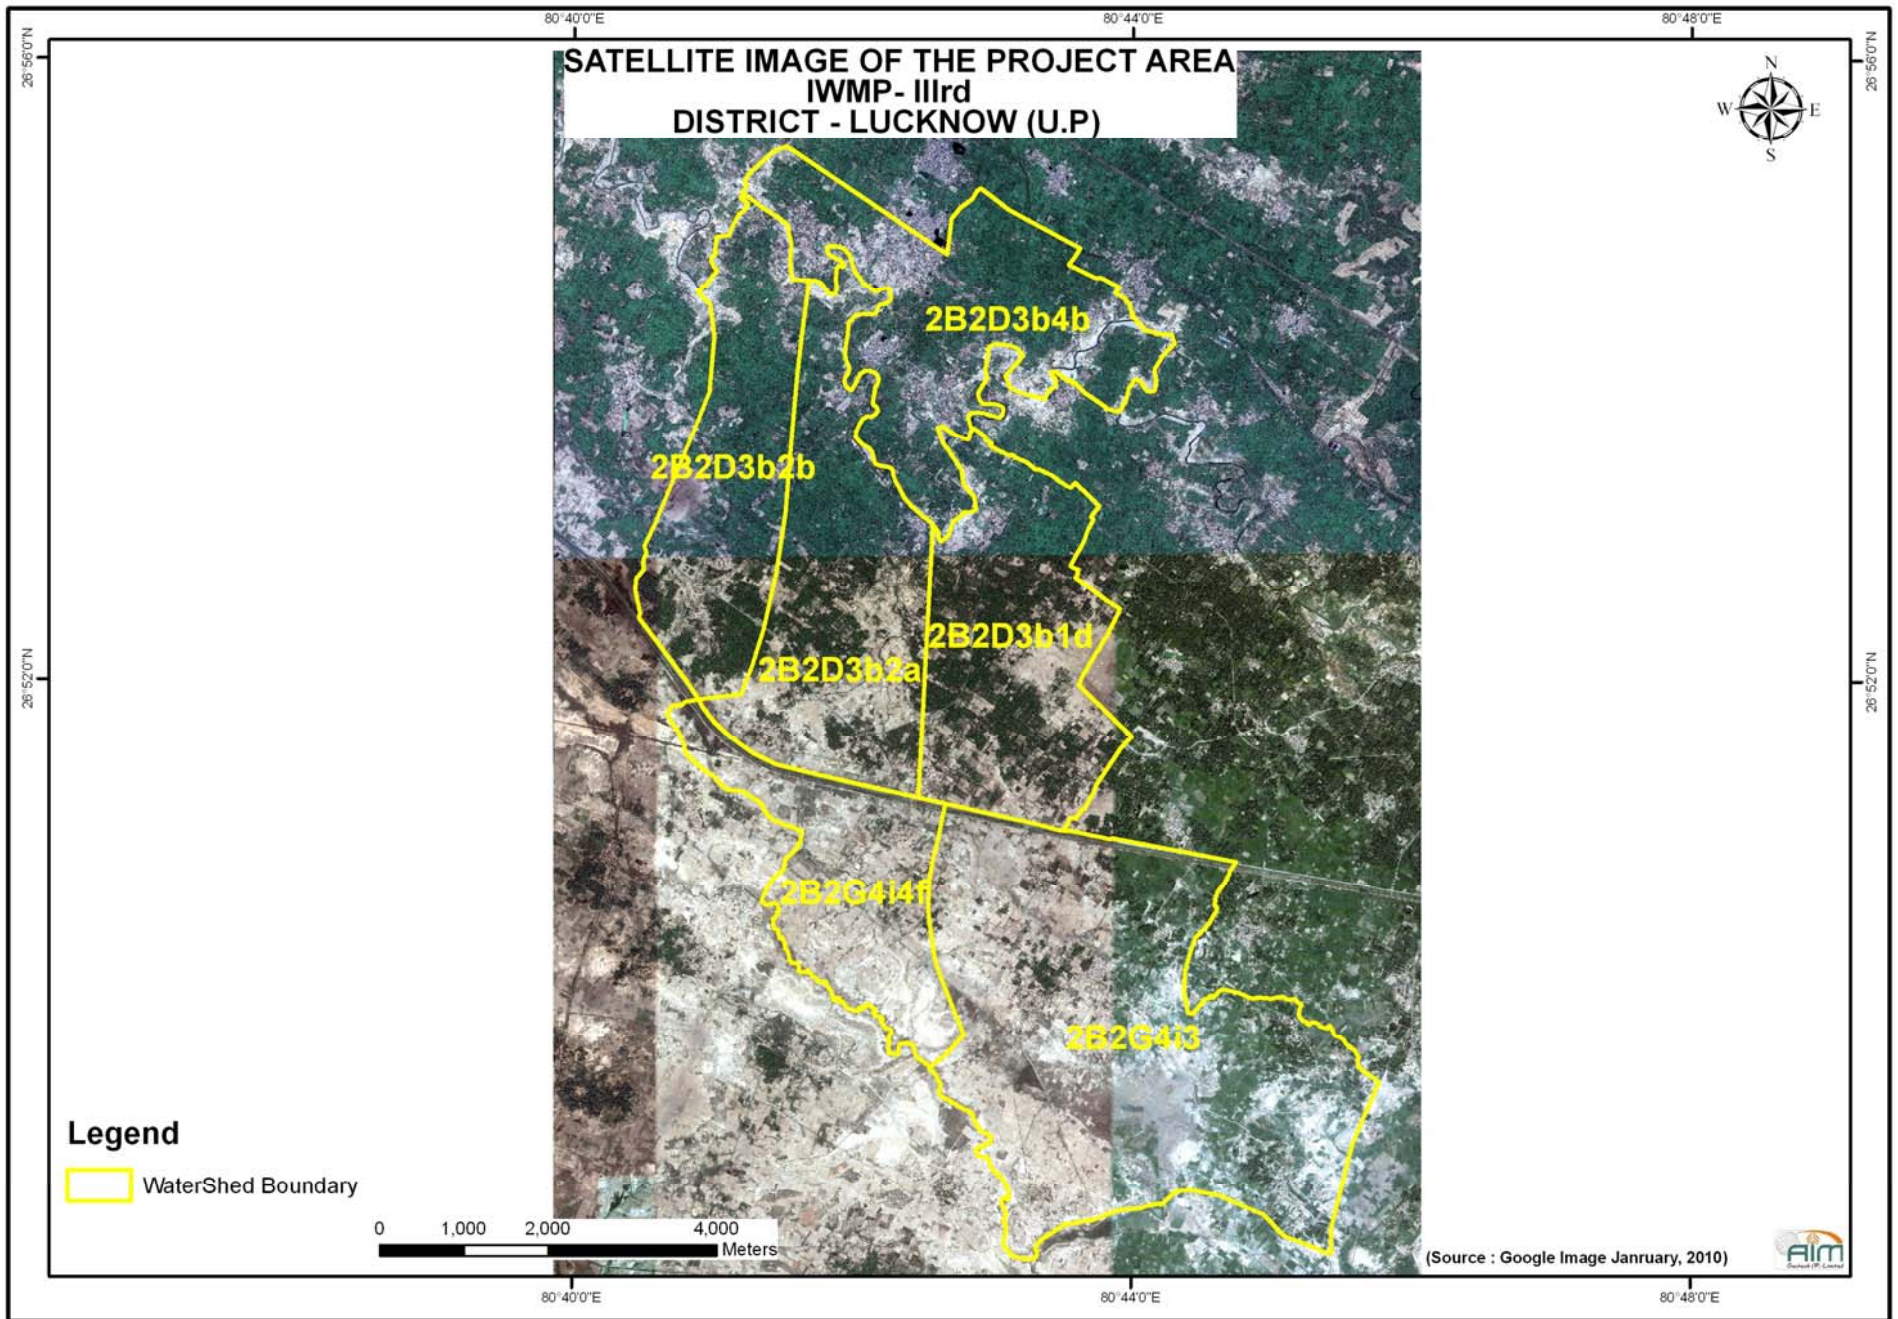 80°40'0"E
80°44'0"E
80°48'0"E
26°56'0"N
26°56'0"N
SATELLITE IMAGE OF THE PROJECT AREA
IWMP- IIIrd
DISTRICT - LUCKNOW (U.P)
N
W
E
S
2B2D3b4b
2B2D3b2b
2B2D3b1d
2B2D3b2a
26°52'0"N
26°52'0"N
2B2G4i4f
2B2G4i3
Legend
WaterShed Boundary
0
1,000
2,000
4,000
Meters
(Source : Google Image Janruary, 2010)
AIM
80°40'0"E
80°44'0"E
80°48'0"E